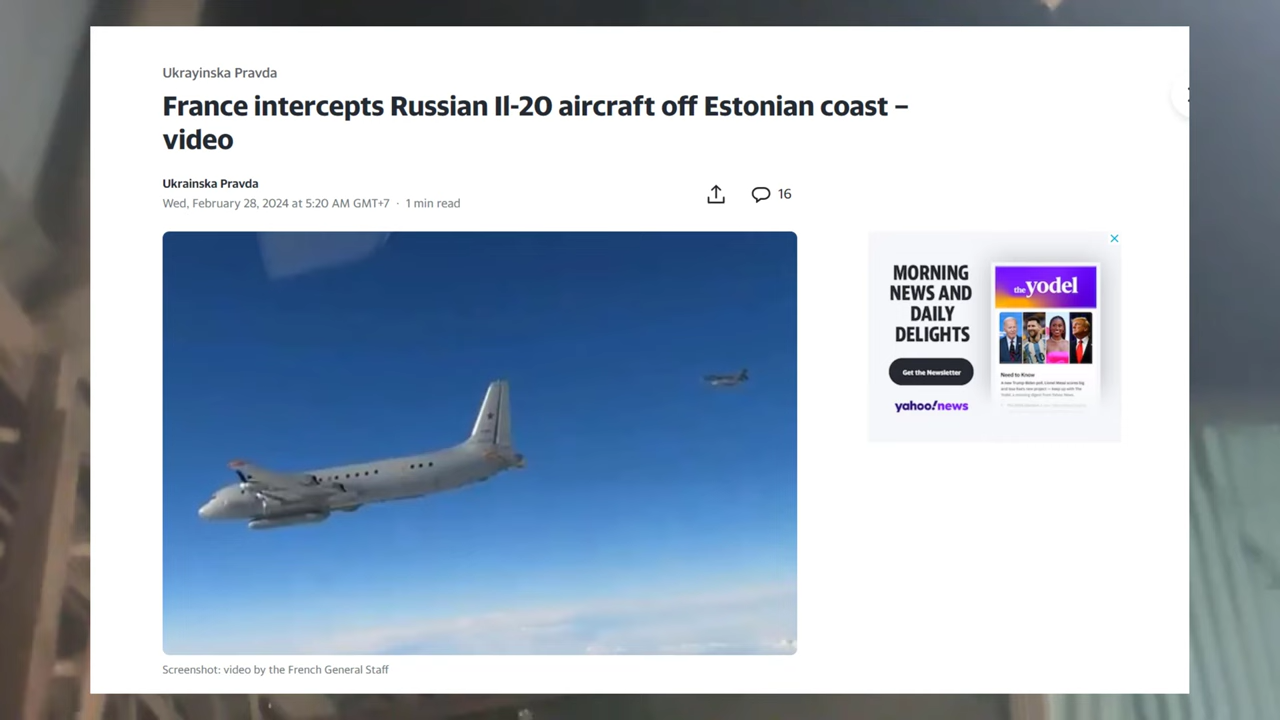 Ukrayinska Pravda
France intercepts Russian Il-20 aircraft off Estonian coast –
video
Ukrainska Pravda
Wed, February 28, 2024 at 5:20 AM GMT+7 · 1 min read
16
MORNING
NEWS AND
DAILY
DELIGHTS
Get the Newsletter
yahoo!news
the yodel
Need to Know
Screenshot: video by the French General Staff